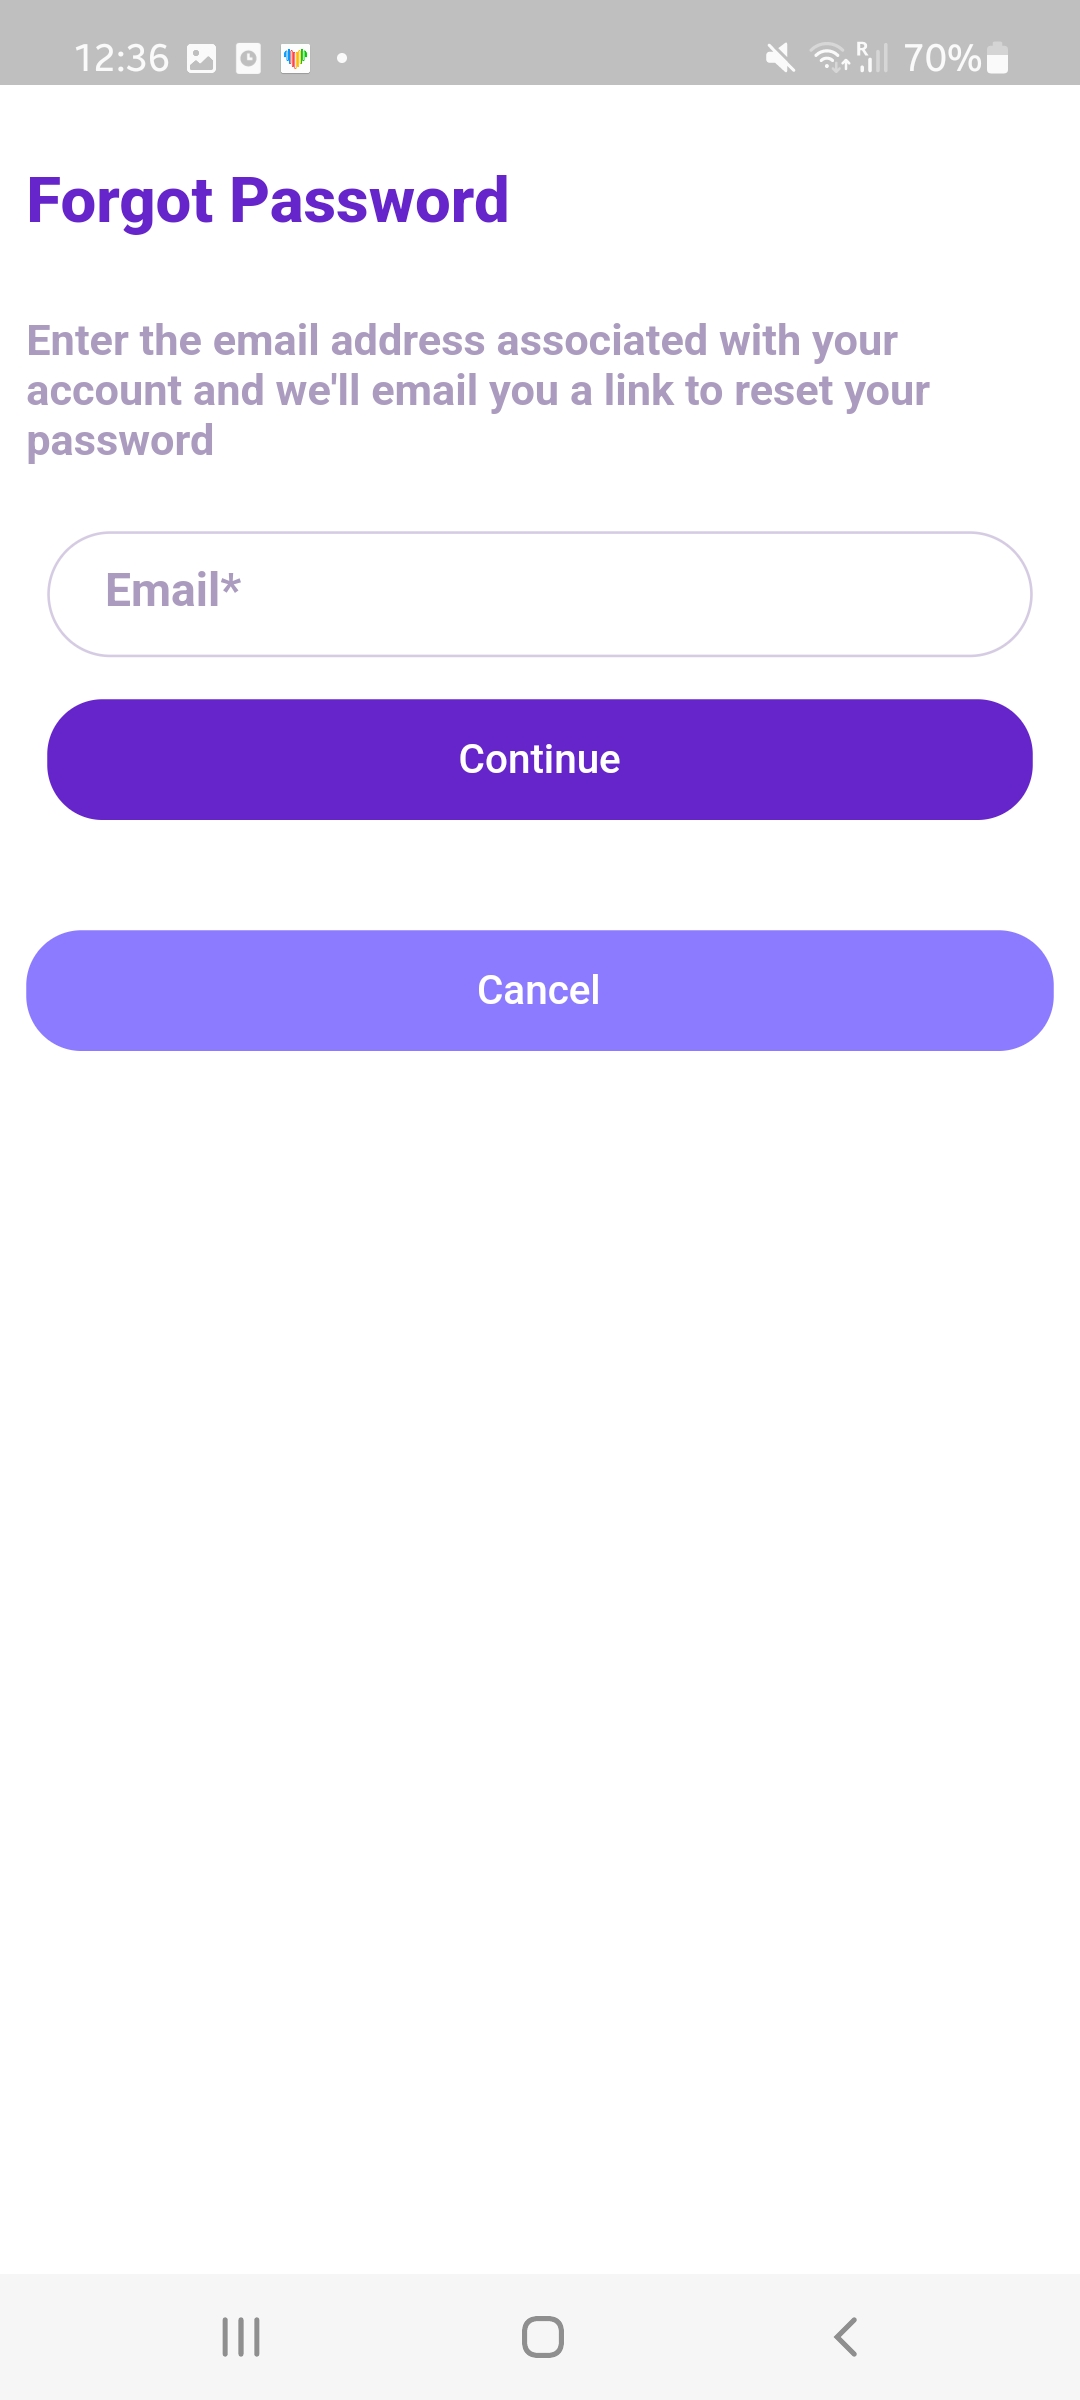 12:36
R
70%
Forgot Password
Enter the email address associated with your
account and we'll email you a link to reset your
password
Email*
Continue
Cancel